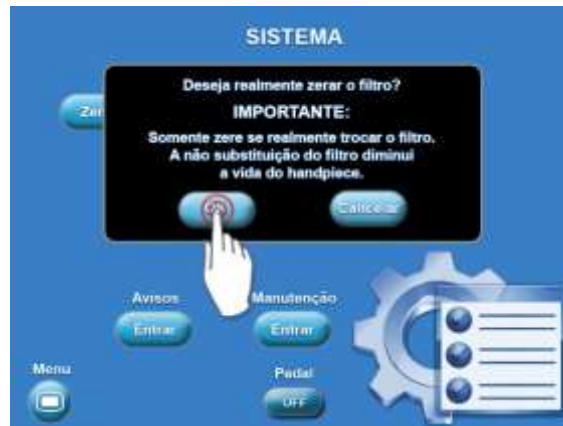 SISTEMA
Deseja realmente zerar o filtro?
IMPORTANTE:
Somente zere se realmente trocar o filtro.
A não substituição do filtro diminui
a vida do handpiece.
Cancelar
Avisos
Manutenção
Entrar
Entrar
Menu
Pedal
OFF